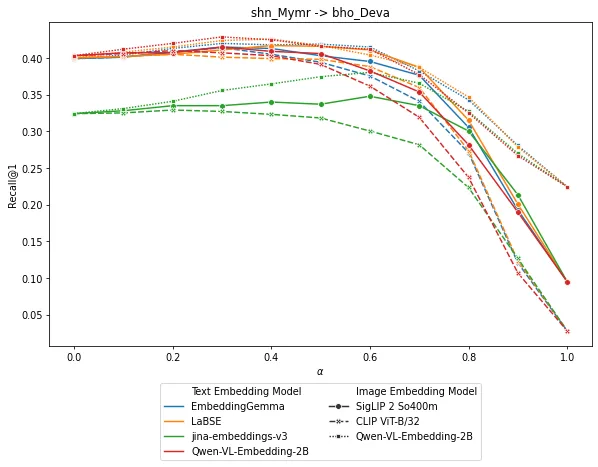 shn_Mymr -> bho_Deva
Recall@1
0.40
0.35
0.30
0.25
0.20
0.15
0.10
0.05
0.0 0.2 0.4 0.6 0.8 1.0
α
Text Embedding Model
EmbeddingGemma
LaBSE
jina-embeddings-v3
Qwen-VL-Embedding-2B
Image Embedding Model
SigLIP 2 So400m
CLIP ViT-B/32
Qwen-VL-Embedding-2B